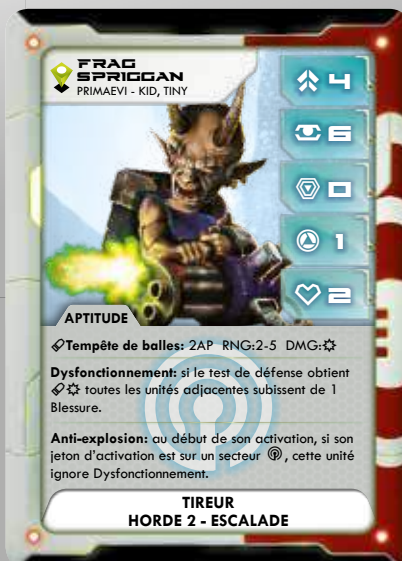 FRAG
SPRIGGAN
PRIMAEVI - KID, TINY
4
6
0
1
2
APTITUDE
Tempête de balles: 2AP RNG:2-5 DMG:
Dysfonctionnement: si le test de défense obtient
toutes les unités adjacentes subissent de 1
Blessure.
Anti-explosion: au début de son activation, si son
jeton d'activation est sur un secteur , cette unité
ignore Dysfonctionnement.
TIREUR
HORDE 2 - ESCALADE